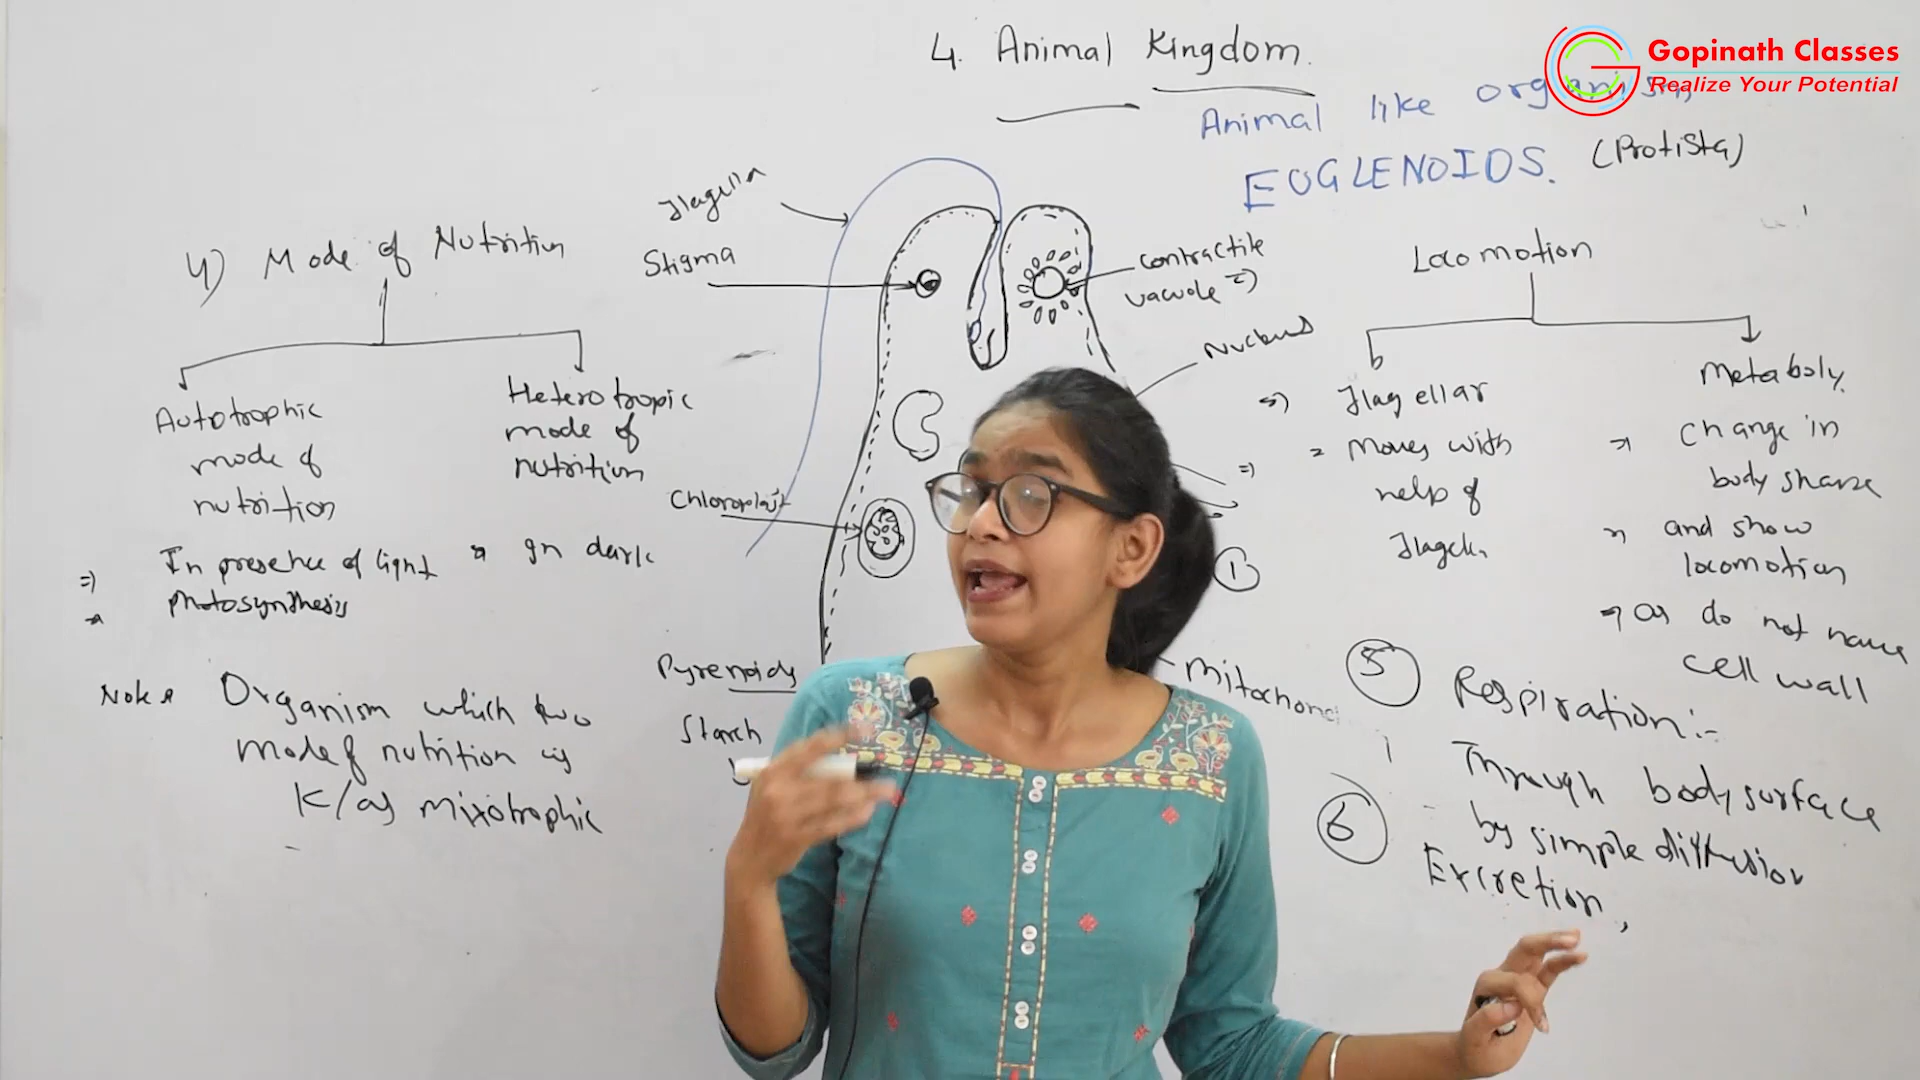 4. Animal Kingdom.
Gopinath Classes
Realize Your Potential
Animal like organism
EUGLENOIDS. (Protista)
4) Mode of Nutrition
Autotrophic
mode of
nutrition
Heterotropic
mode of
nutrition
=) In presence of light
→ photosynthesis
→ In dark
Note: Organism which two
mode of nutrition is
K/as mixotrophic
Flagella
Stigma
Chloroplast
Pyrenoids
Starch
contractile
vacuole =)
Nucleus
1
Mitochon
Locomotion
Flagellar
= Moves with
help of
Metaboly.
→ change in
body
→ and show
locomotion
→ as do not have
cell wall
5 Respiration:-
Through body surface
- by simple diffusion
6 Excretion,